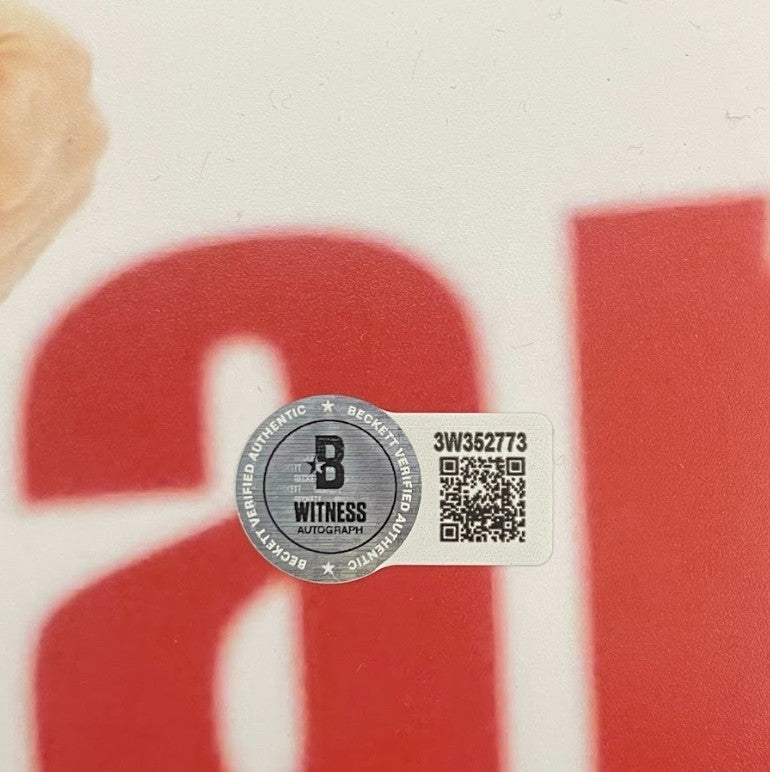 a
BECKETT VERIFIED AUTHENTIC ★ BECKETT VERIFIED AUTHENTIC ★
B
WITNESS
AUTOGRAPH
3W352773